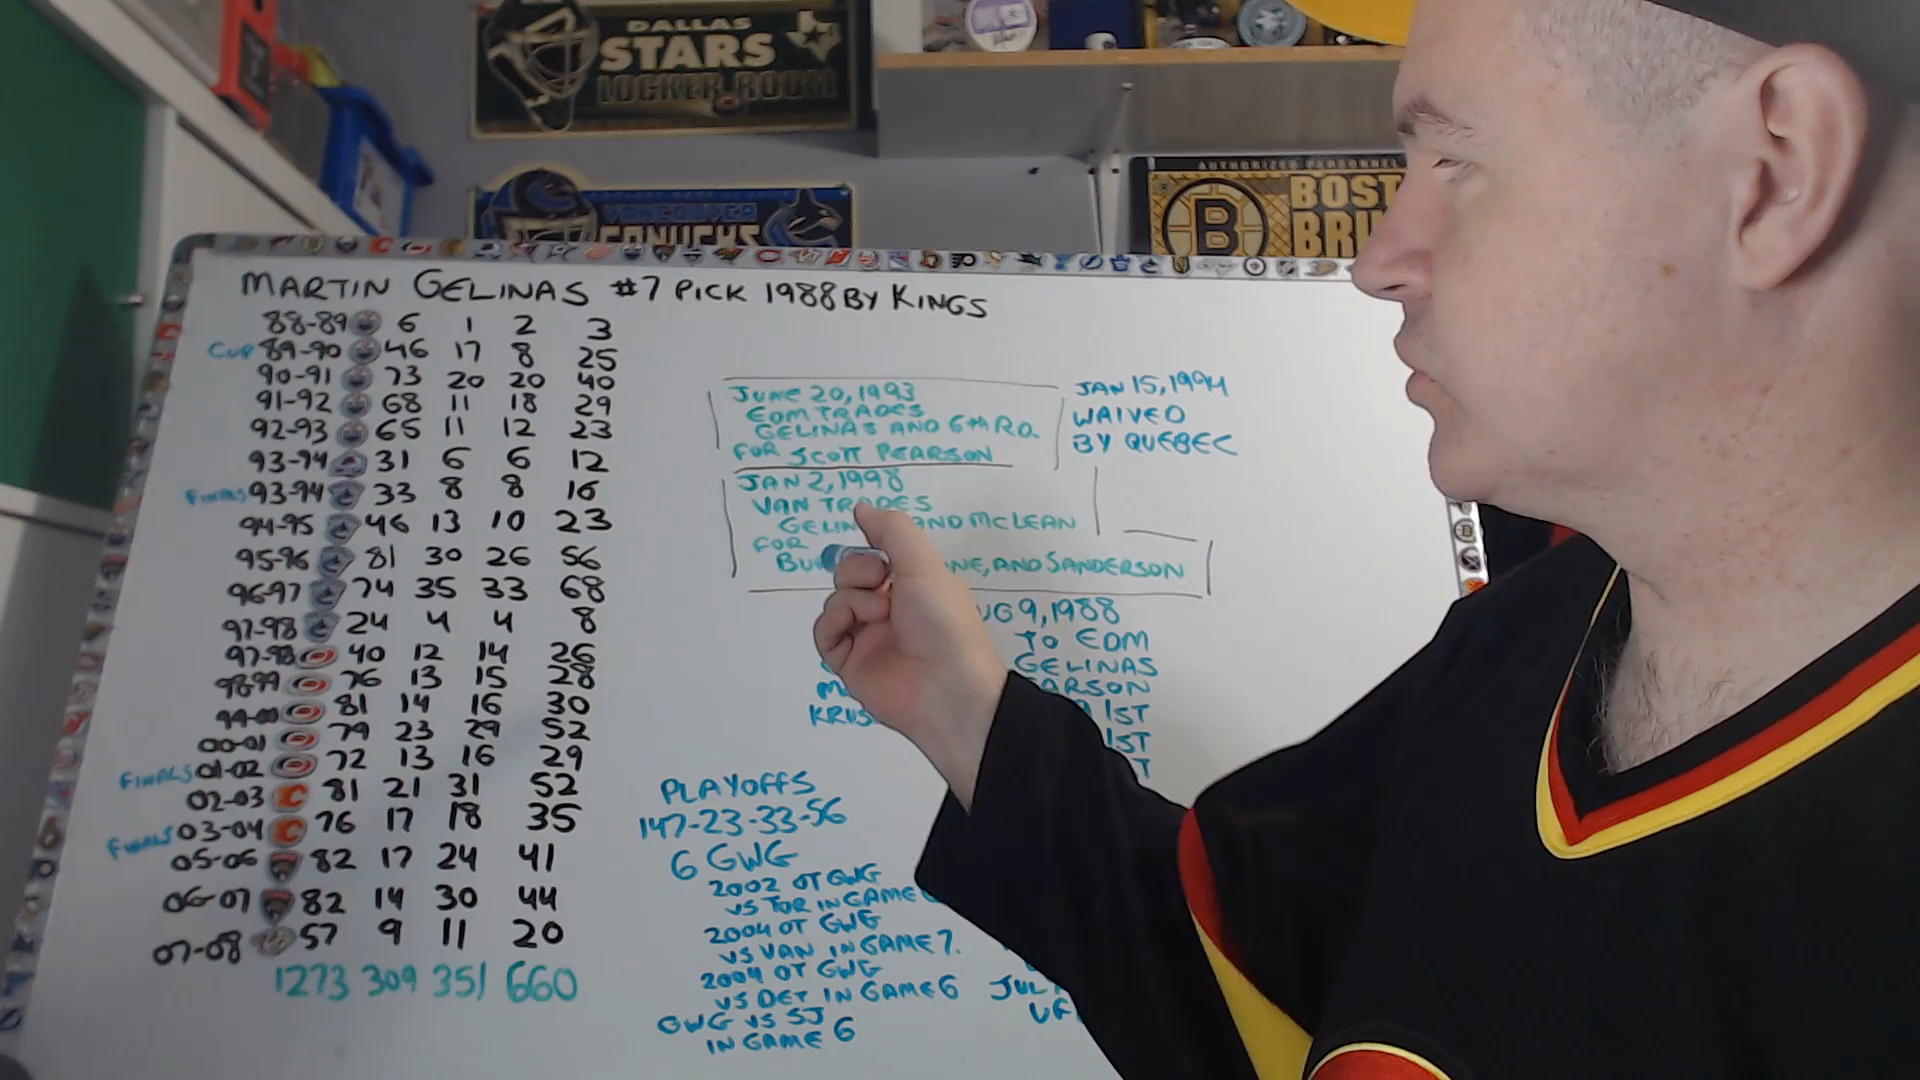 DALLAS
STARS
LOCKER ROOM
AUTHORIZED PERSONNEL
VANCOUVER
CANUCKS
B
MARTIN GELINAS #7 PICK 1988 BY KINGS
88-89 6 1 2 3
CUP 89-90 46 17 8 25
90-91 73 20 20 40
91-92 68 11 18 29
92-93 65 11 12 23
93-94 31 6 6 12
FINALS 93-94 33 8 8 16
94-95 46 13 10 23
95-96 81 30 26 56
96-97 74 35 33 68
97-98 24 4 4 8
97-98 40 12 14 26
98-99 76 13 15 28
99-00 81 14 16 30
00-01 79 23 29 52
FINALS 01-02 72 13 16 29
02-03 81 21 31 52
FINALS 03-04 76 17 18 35
05-06 82 17 24 41
06-07 82 14 30 44
07-08 57 9 11 20
1273 309 351 660
JUNE 20, 1993
EDM TRADES
GELINAS AND 6TH RD.
FOR SCOTT PEARSON
JAN 15, 1994
WAIVED
BY QUEBEC
JAN 2, 1998
VAN TRADES
AND MCLEAN
FOR
AND SANDERSON
9, 1988
TO EDM
GELINAS
1ST
1ST
PLAYOFFS
147-23-33-56
6 GWG
2002 OT GWG
VS TOR IN GAME
2004 OT GWG
VS VAN IN GAME 7.
2004 OT GWG
VS DET IN GAME 6
GWG VS SJ
IN GAME 6